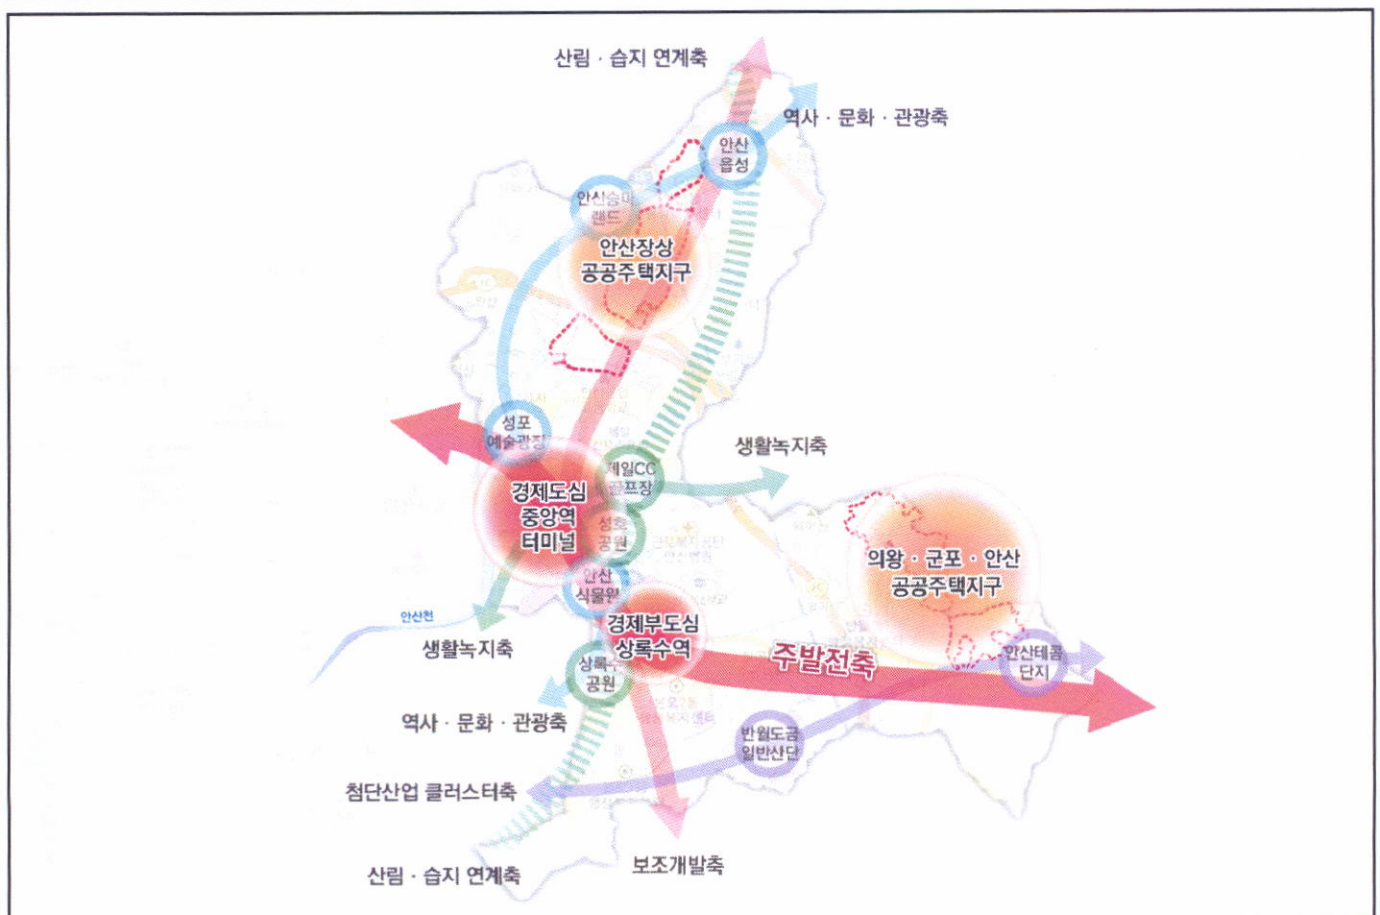 산림 · 습지 연계축
역사 · 문화 · 관광축
안산
읍성
안산승마
랜드
안산장상
공공주택지구
성포
예술광장
생활녹지축
제일CC
골프장
경제도심
중앙역
터미널
성호
공원
의왕 · 군포 · 안산
공공주택지구
안산
식물원
안산천
경제부도심
상록수역
생활녹지축
주발전축
안산테콤
단지
상록수
공원
역사 · 문화 · 관광축
반월도금
일반산단
첨단산업 클러스터축
보조개발축
산림 · 습지 연계축